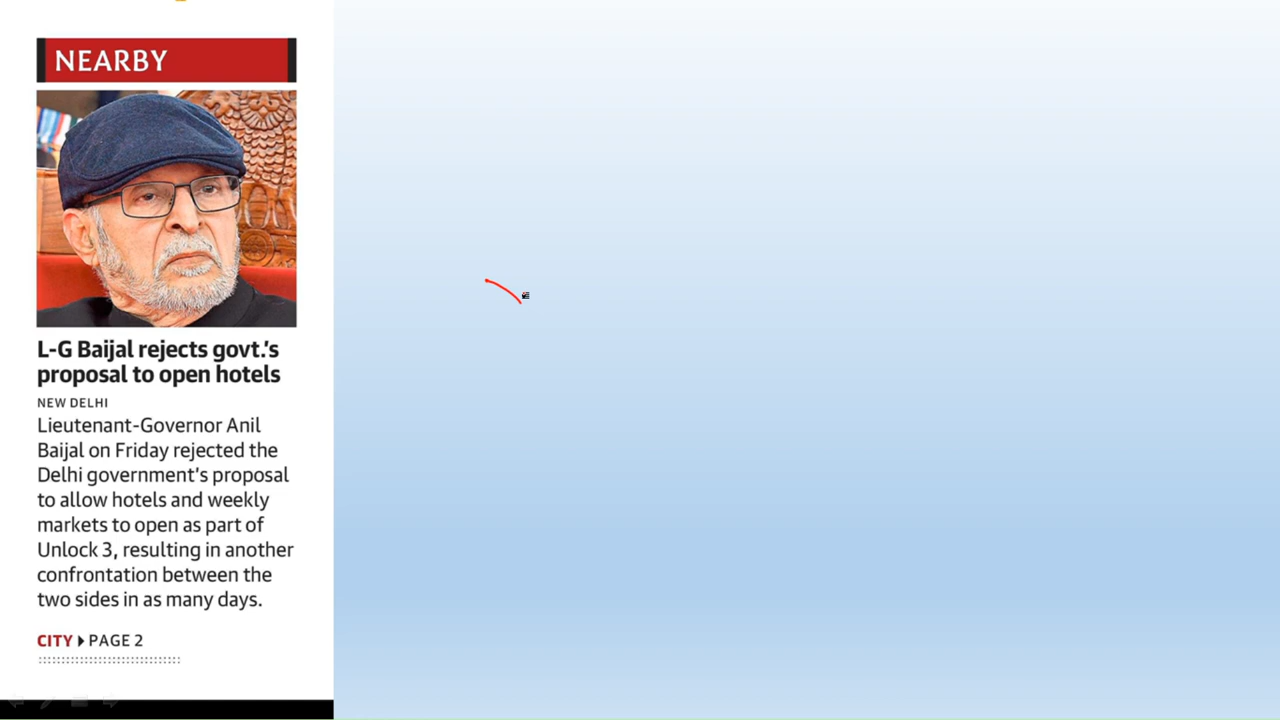 NEARBY
L-G Baijal rejects govt.'s
proposal to open hotels
NEW DELHI
Lieutenant-Governor Anil
Baijal on Friday rejected the
Delhi government's proposal
to allow hotels and weekly
markets to open as part of
Unlock 3, resulting in another
confrontation between the
two sides in as many days.
CITY PAGE 2